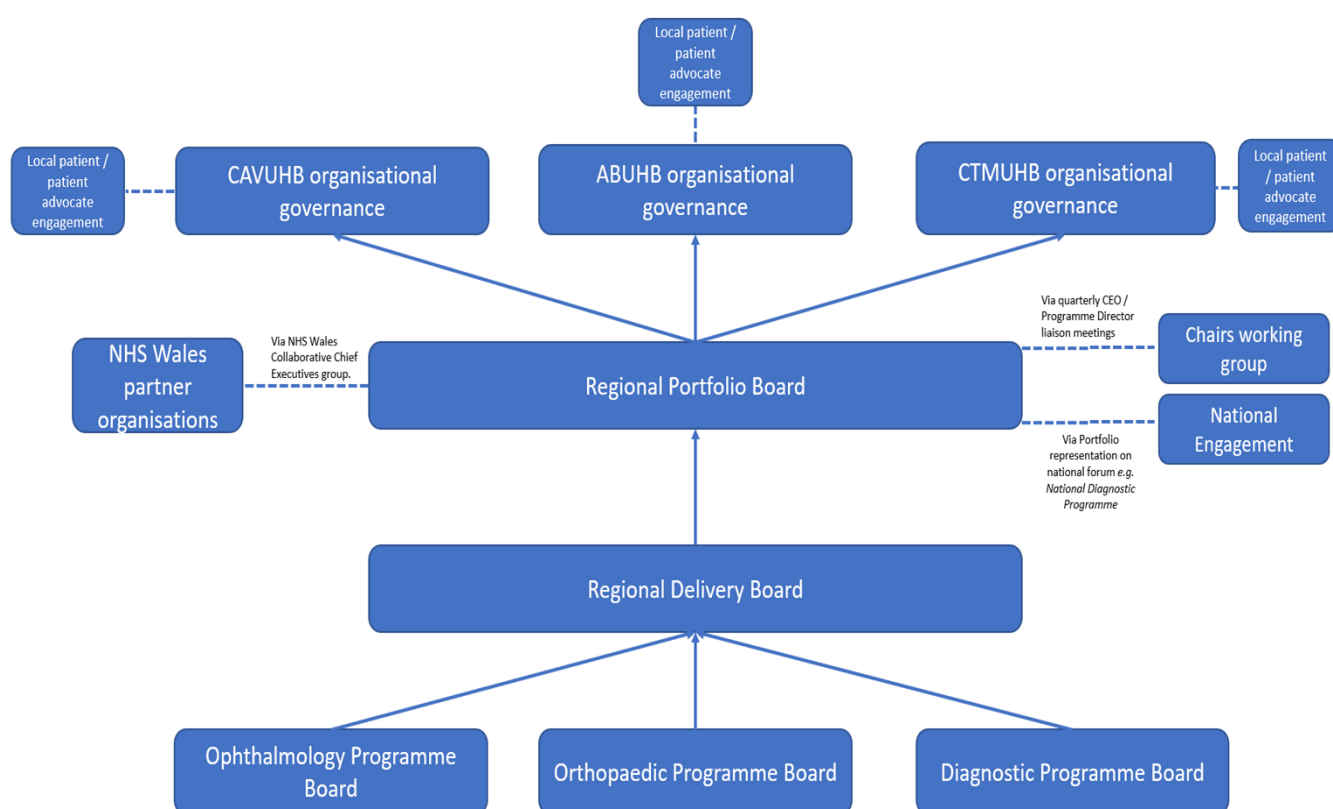 Local patient /
patient
advocate
engagement
Local patient /
patient
advocate
engagement
CAVUHB organisational
governance
ABUHB organisational
governance
CTMUHB organisational
governance
Local patient
/ patient
advocate
engagement
NHS Wales
partner
organisations
Via NHS Wales
Collaborative Chief
Executives group.
Regional Portfolio Board
Via quarterly CEO /
Programme Director
liaison meetings
Chairs working
group
National
Engagement
Via Portfolio
representation on
national forum e.g.
National Diagnostic
Programme
Regional Delivery Board
Ophthalmology Programme
Board
Orthopaedic Programme Board
Diagnostic Programme Board